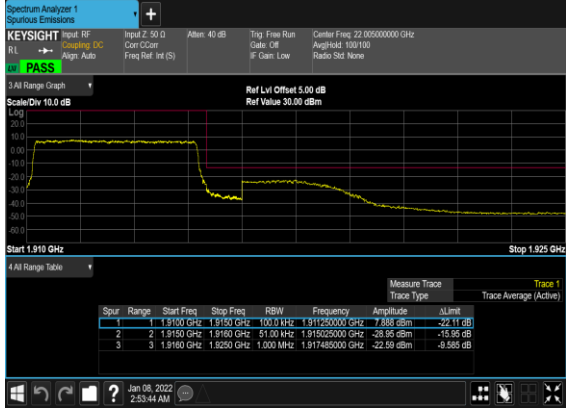 Spectrum Analyzer 1
Spurious Emissions
+
KEYSIGHT Input: RF Input Z: 50 Ω Atten: 40 dB Trig: Free Run Center Freq: 22.005000000 GHz
RL Coupling: DC Corr CCorr Gate: Off Avg|Hold: 100/100
Align: Auto Freq Ref: Int (S) IF Gain: Low Radio Std: None
PASS
3 All Range Graph
Ref Lvl Offset 5.00 dB
Scale/Div 10.0 dB Ref Value 30.00 dBm
Log
20.0
10.0
0.00
-10.0
-20.0
-30.0
-40.0
-50.0
-60.0
Start 1.910 GHz Stop 1.925 GHz
4 All Range Table
Measure Trace Trace 1
Trace Type Trace Average (Active)
Spur Range Start Freq Stop Freq RBW Frequency Amplitude ΔLimit
1 1 1.9100 GHz 1.9150 GHz 100.0 kHz 1.911250000 GHz 7.888 dBm -22.11 dB
2 2 1.9150 GHz 1.9160 GHz 51.00 kHz 1.915025000 GHz -28.95 dBm -15.95 dB
3 3 1.9160 GHz 1.9250 GHz 1.000 MHz 1.917485000 GHz -22.59 dBm -9.585 dB
?
Jan 08, 2022
2:53:44 AM